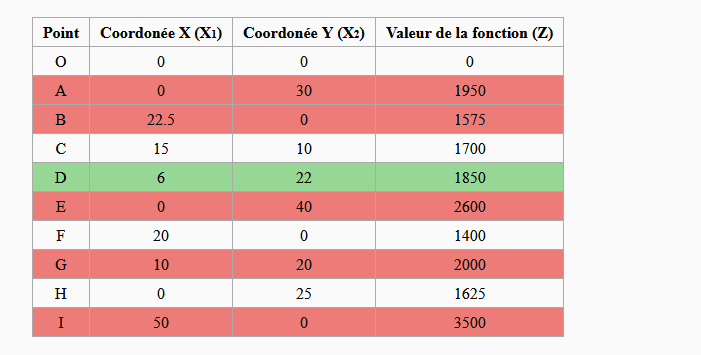 Point Coordonée X (X1) Coordonée Y (X2) Valeur de la fonction (Z)
O 0 0 0
A 0 30 1950
B 22.5 0 1575
C 15 10 1700
D 6 22 1850
E 0 40 2600
F 20 0 1400
G 10 20 2000
H 0 25 1625
I 50 0 3500